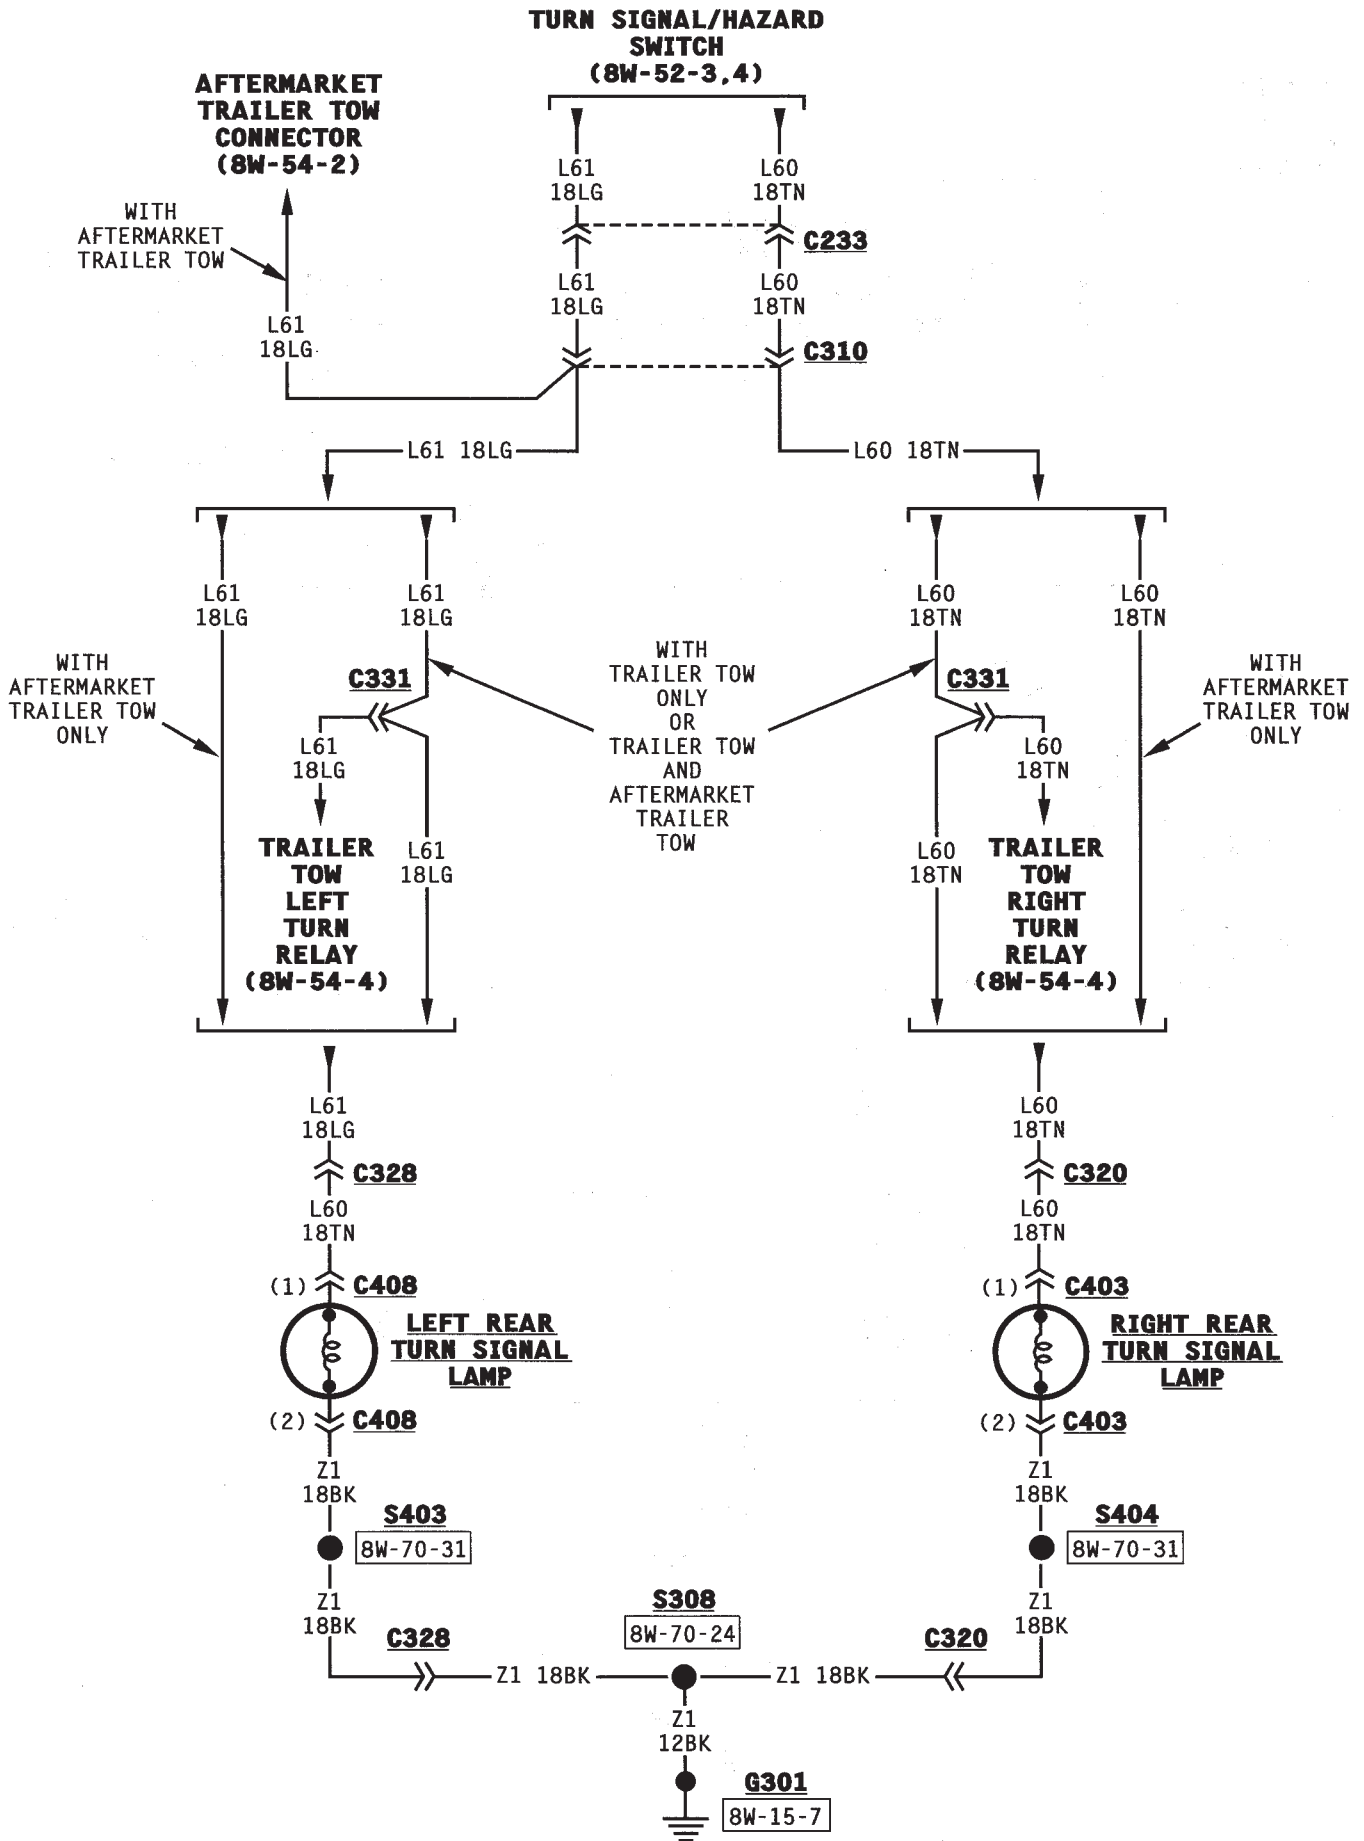 TURN SIGNAL/HAZARD
SWITCH
(8W-52-3,4)
AFTERMARKET
TRAILER TOW
CONNECTOR
(8W-54-2)
WITH
AFTERMARKET
TRAILER TOW
L61
18LG
L60
18TN
C233
L61
18LG
L60
18TN
L61
18LG
C310
L61 18LG
L60 18TN
L61
18LG
L61
18LG
L60
18TN
L60
18TN
WITH
AFTERMARKET
TRAILER TOW
ONLY
C331
WITH
TRAILER TOW
ONLY
OR
TRAILER TOW
AND
AFTERMARKET
TRAILER
TOW
C331
WITH
AFTERMARKET
TRAILER TOW
ONLY
L61
18LG
L60
18TN
TRAILER
TOW
LEFT
TURN
RELAY
(8W-54-4)
L61
18LG
L60
18TN
TRAILER
TOW
RIGHT
TURN
RELAY
(8W-54-4)
L61
18LG
L60
18TN
C328
C320
L60
18TN
L60
18TN
(1) C408
(1) C403
LEFT REAR
TURN SIGNAL
LAMP
RIGHT REAR
TURN SIGNAL
LAMP
(2) C408
(2) C403
Z1
18BK
Z1
18BK
S403
8W-70-31
S404
8W-70-31
Z1
18BK
Z1
18BK
S308
8W-70-24
C328
C320
Z1 18BK
Z1 18BK
Z1
12BK
G301
8W-15-7